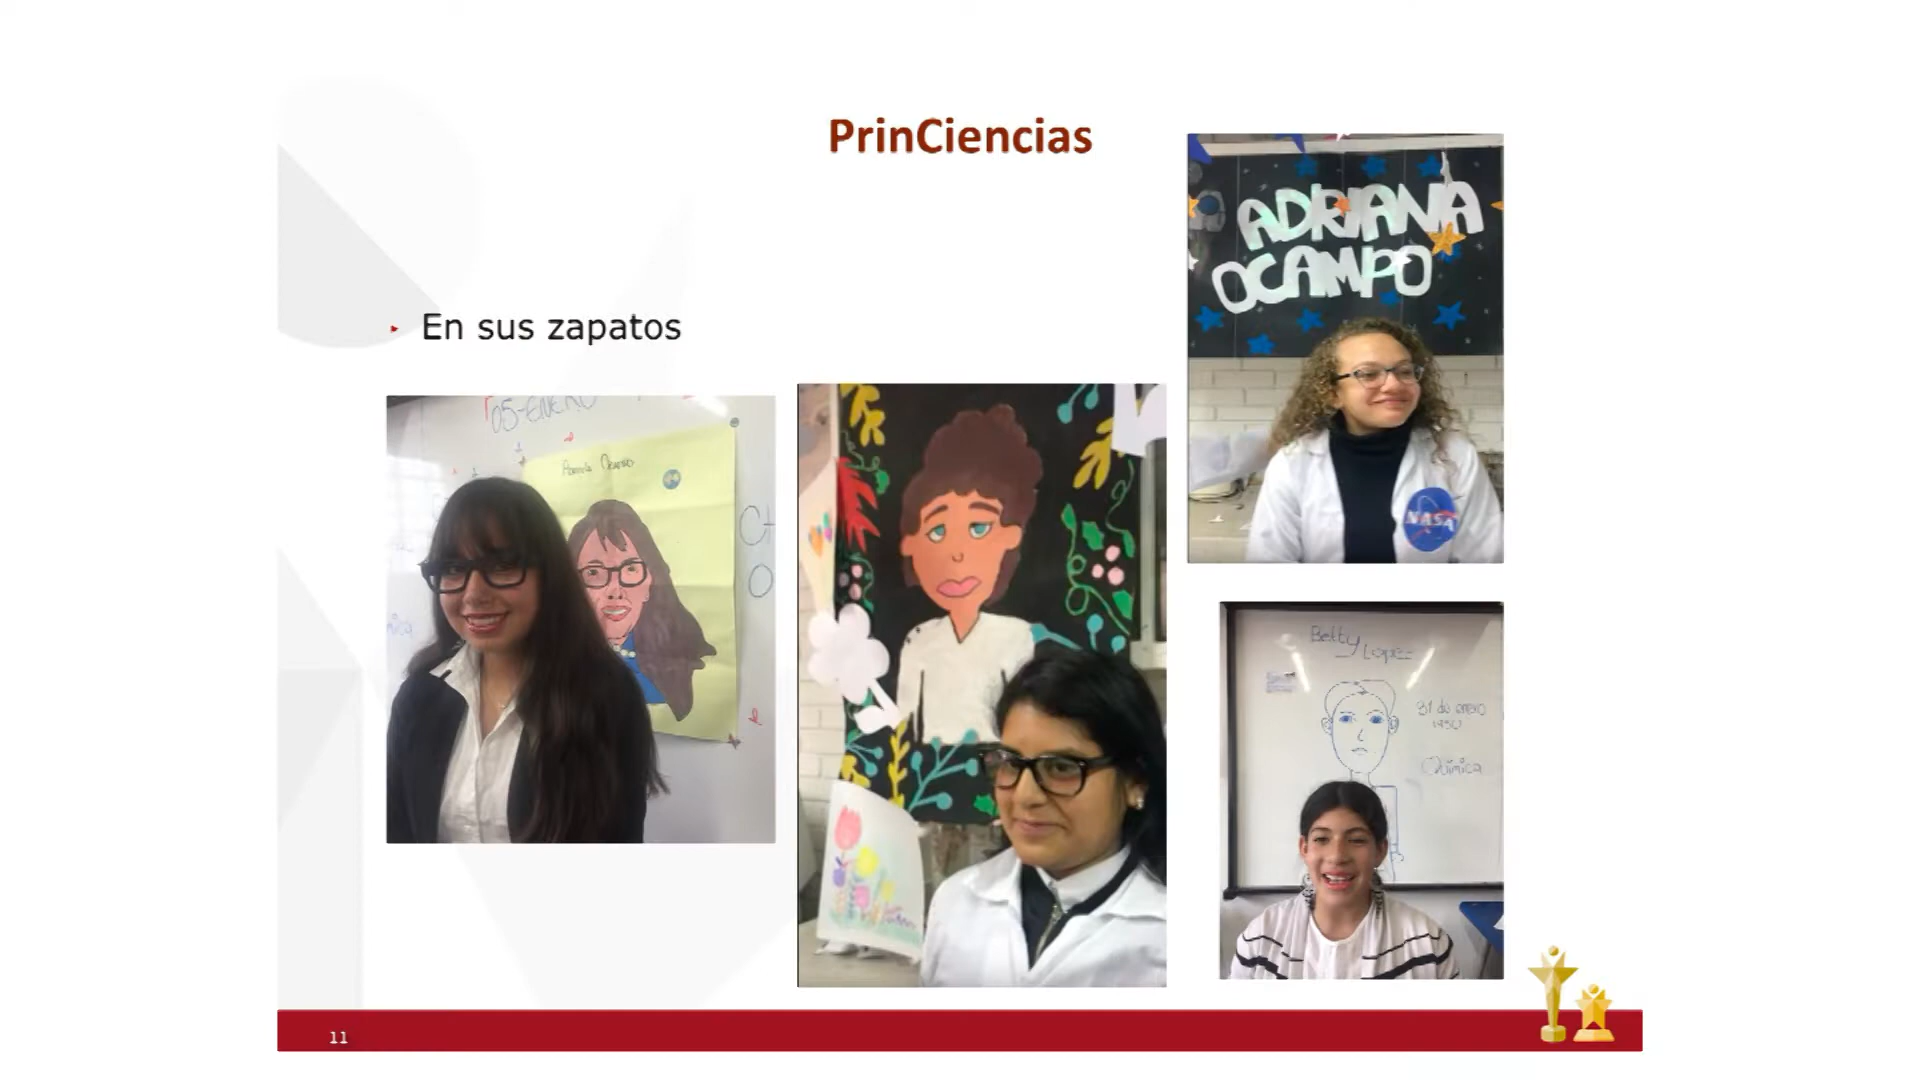 PrinCiencias
En sus zapatos
05-ENERO
ADRIANA
OCAMPO
NASA
Betty
Lopez
31 de enero
1950
Química
11